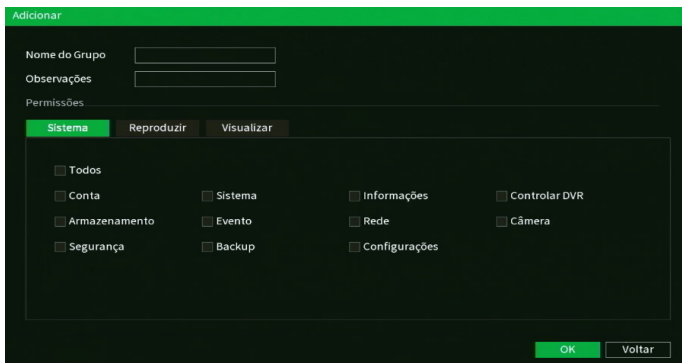 Adicionar
Nome do Grupo
Observações
Permissões
Sistema Reproduzir Visualizar
Todos
Conta Sistema Informações Controlar DVR
Armazenamento Evento Rede Câmera
Segurança Backup Configurações
OK Voltar